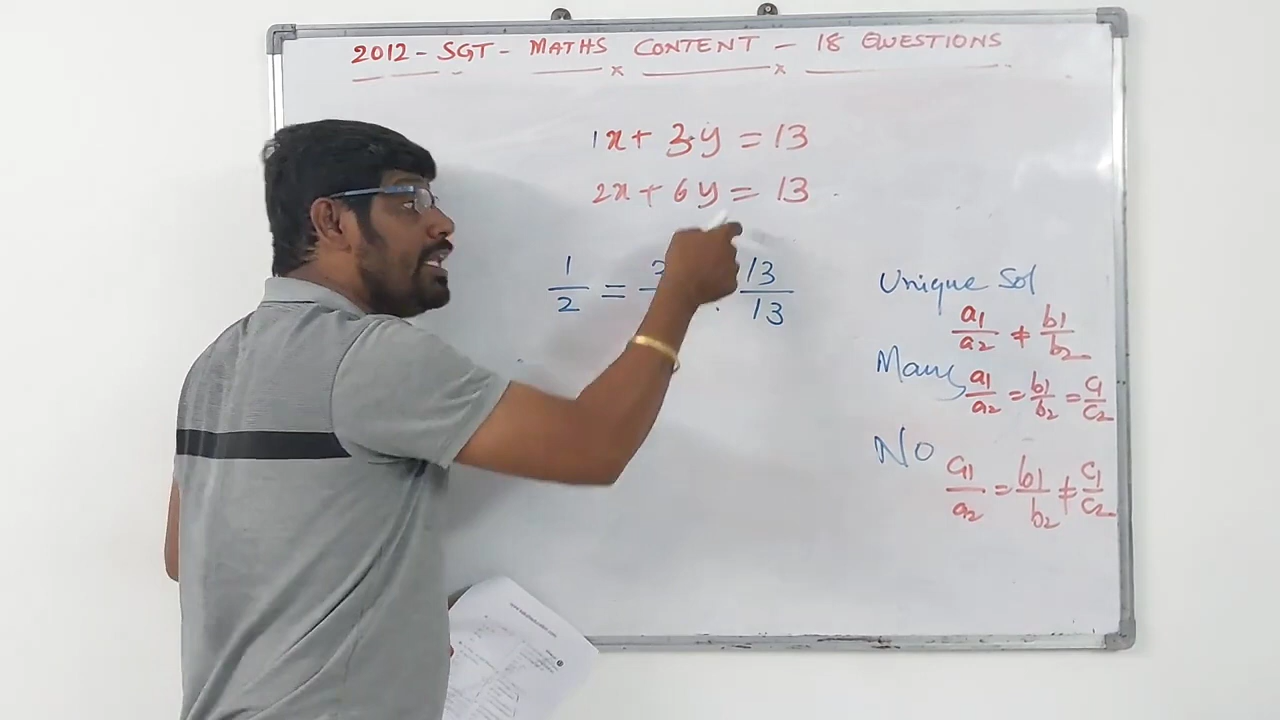 2012 - SGT - MATHS CONTENT - 18 QUESTIONS
1x + 3y = 13
2x + 6y = 13
1/2 = 3 13/13
Unique Sol
a1/a2 ≠ b1/b2
Many a1/a2 = b1/b2 = c1/c2
No
a1/a2 = b1/b2 ≠ c1/c2